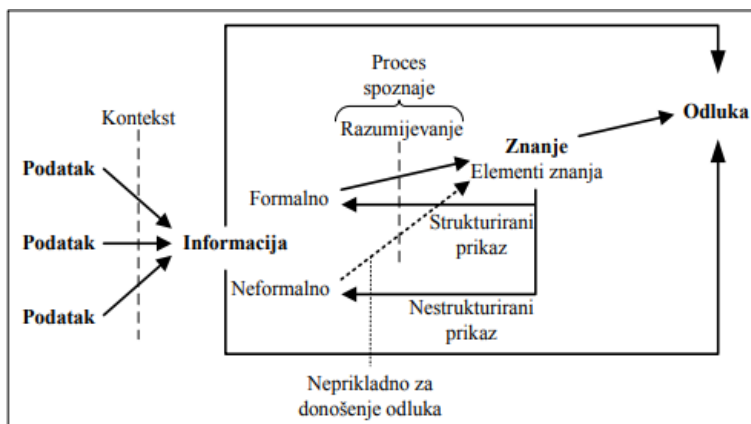 Proces
spoznaje
Kontekst
Razumijevanje
Odluka
Podatak
Znanje
Elementi znanja
Formalno
Strukturirani
prikaz
Podatak
Informacija
Neformalno
Podatak
Nestrukturirani
prikaz
Neprikladno za
donošenje odluka